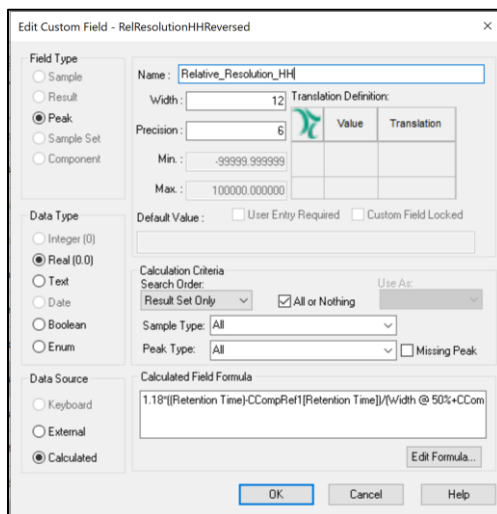 Edit Custom Field - RelResolutionHHReversed
Field Type
Sample
Result
Peak
Sample Set
Component
Name : Relative_Resolution_HH
Width : 12
Precision : 6
Min. : -99999.999999
Max. : 100000.000000
Translation Definition:
Value Translation
Default Value : User Entry Required Custom Field Locked
Data Type
Integer (0)
Real (0.0)
Text
Date
Boolean
Enum
Calculation Criteria
Search Order: Use As:
Result Set Only All or Nothing
Sample Type: All
Peak Type: All Missing Peak
Data Source
Keyboard
External
Calculated
Calculated Field Formula
1.18*((Retention Time)-CCompRef1[Retention Time])/(Width @ 50%+CCom
Edit Formula...
OK Cancel Help